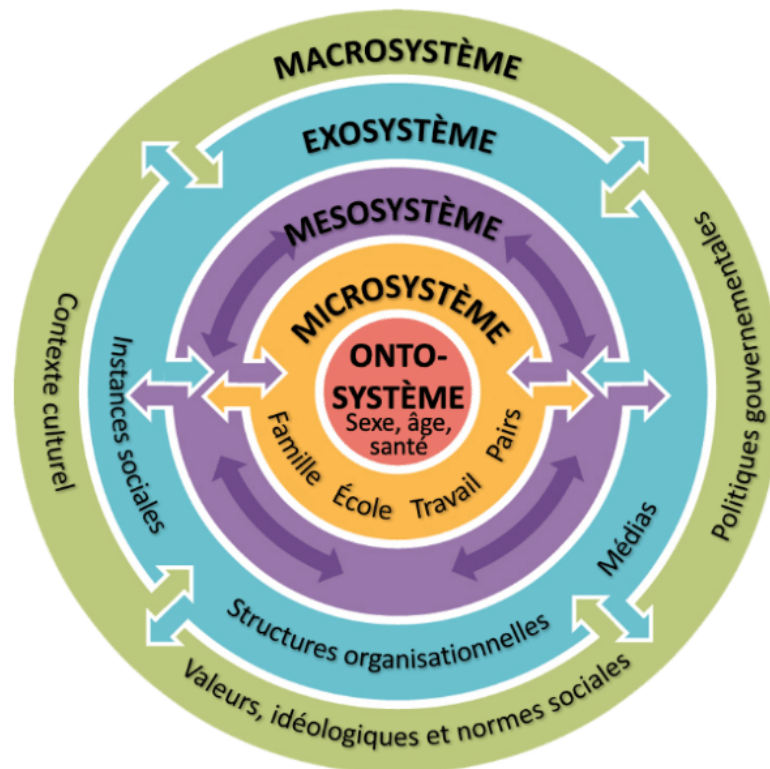 MACROSYSTÈME
EXOSYSTÈME
MESOSYSTÈME
MICROSYSTÈME
ONTO-
SYSTÈME
Sexe, âge,
santé
Famille École Travail Pairs
Instances sociales
Structures organisationnelles
Médias
Contexte culturel
Valeurs, idéologiques et normes sociales
Politiques gouvernementales